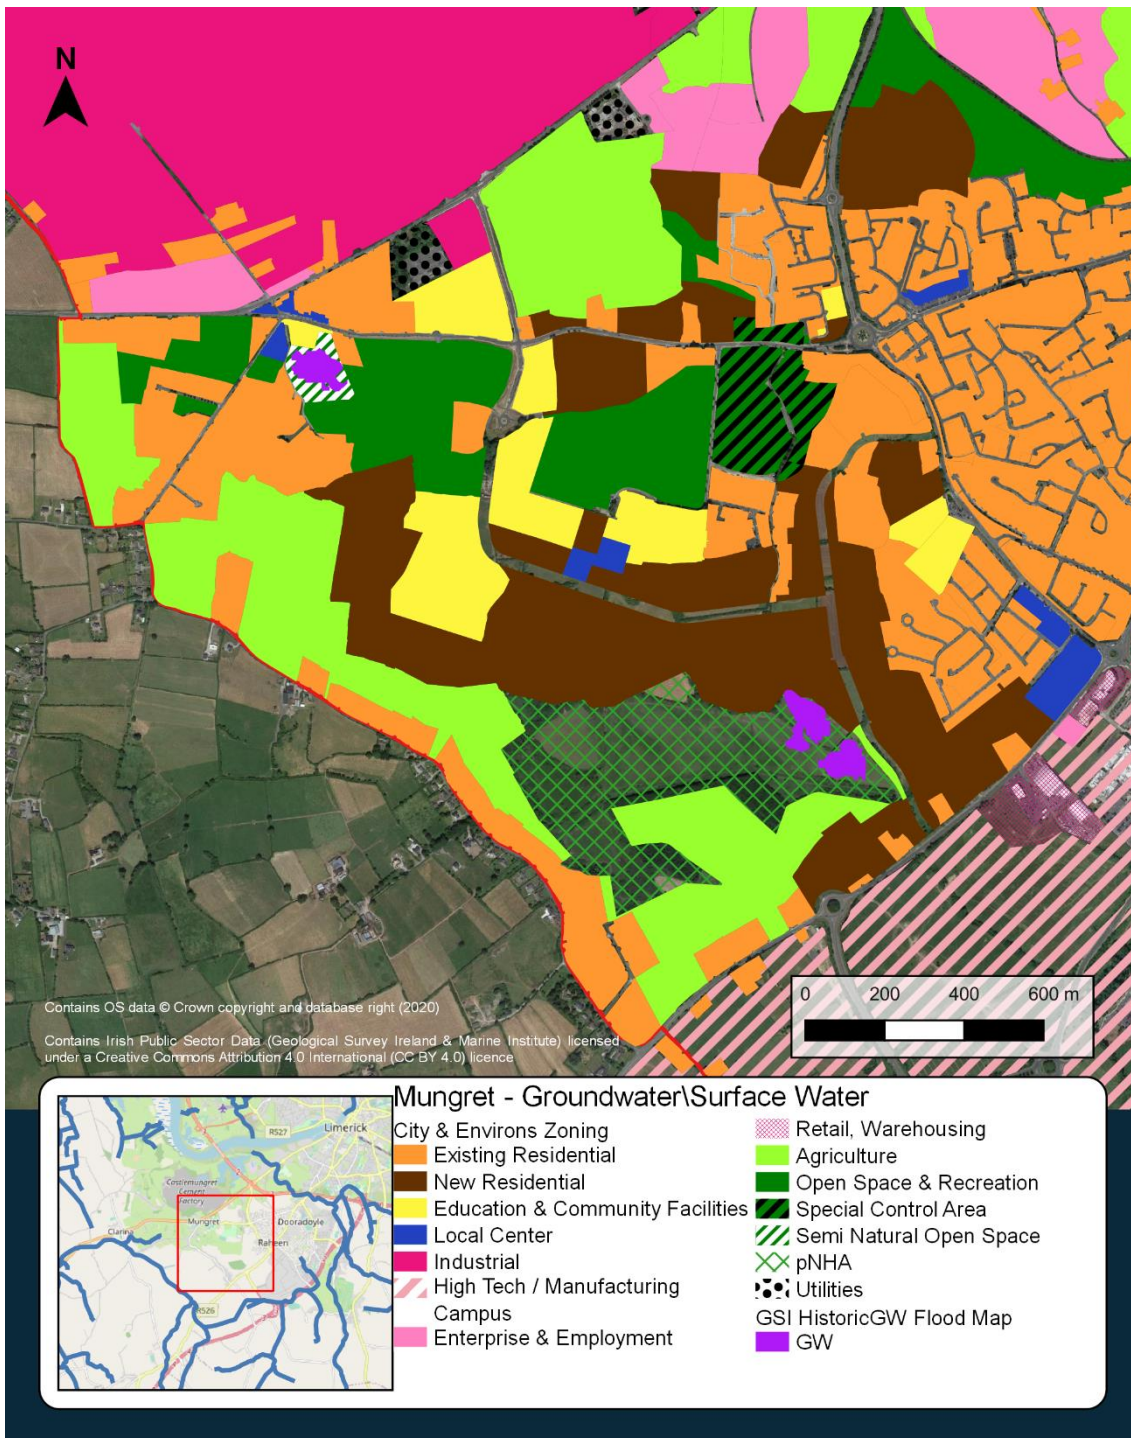 N
0 200 400 600 m
Contains OS data © Crown copyright and database right (2020)
Contains Irish Public Sector Data (Geological Survey Ireland & Marine Institute) licensed
under a Creative Commons Attribution 4.0 International (CC BY 4.0) licence
Mungret - Groundwater\Surface Water
City & Environs Zoning
Existing Residential
New Residential
Education & Community Facilities
Local Center
Industrial
High Tech / Manufacturing
Campus
Enterprise & Employment
Retail, Warehousing
Agriculture
Open Space & Recreation
Special Control Area
Semi Natural Open Space
pNHA
Utilities
GSI HistoricGW Flood Map
GW
R527
Limerick
Castlemungret
Cement
Factory
Mungret
Dooradoyle
Clarina
Raheen
R526